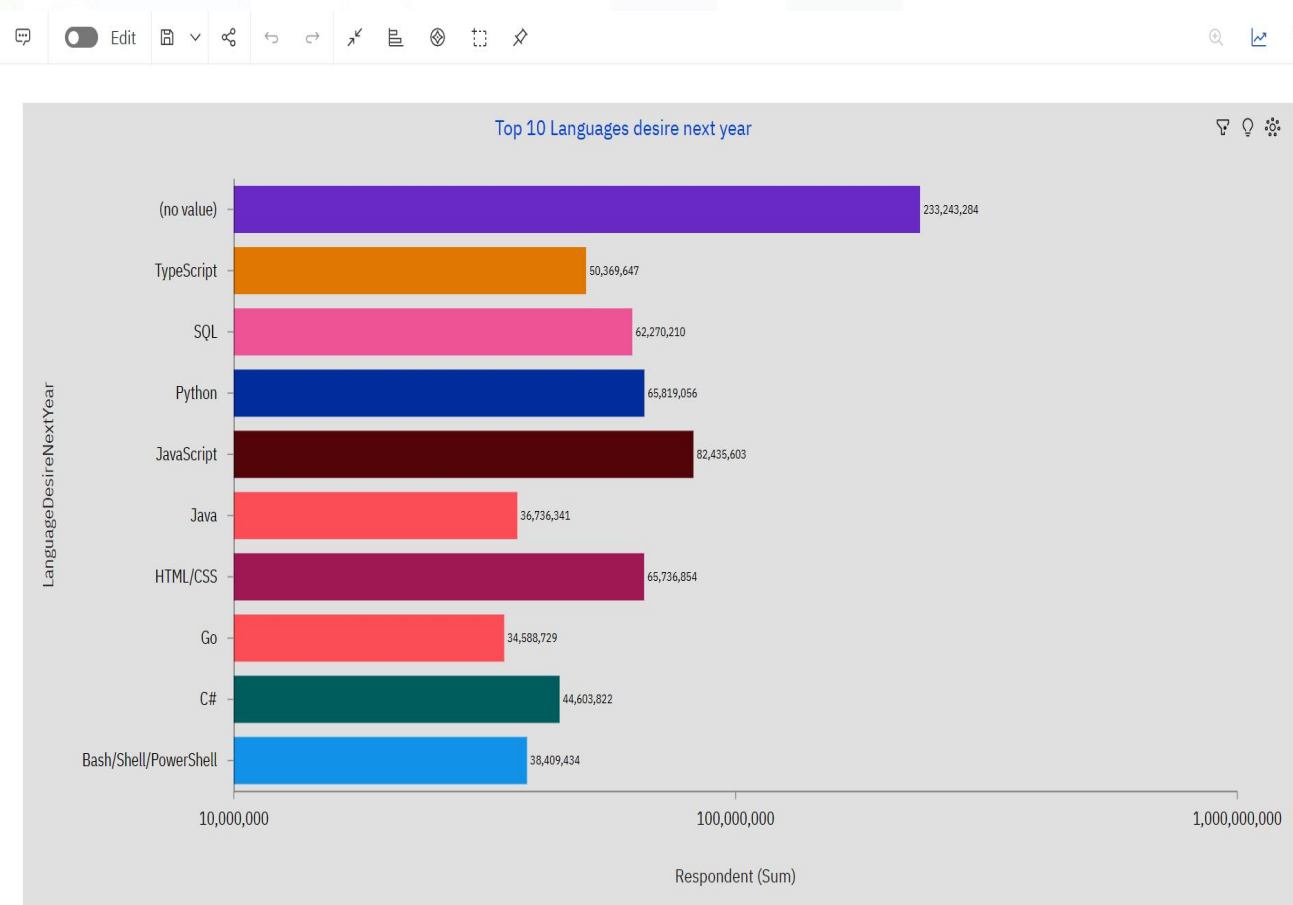 Edit
Top 10 Languages desire next year
LanguageDesireNextYear
(no value) 233,243,284
TypeScript 50,369,647
SQL 62,270,210
Python 65,819,056
JavaScript 82,435,603
Java 36,736,341
HTML/CSS 65,736,854
Go 34,588,729
C# 44,603,822
Bash/Shell/PowerShell 38,409,434
10,000,000 100,000,000 1,000,000,000
Respondent (Sum)